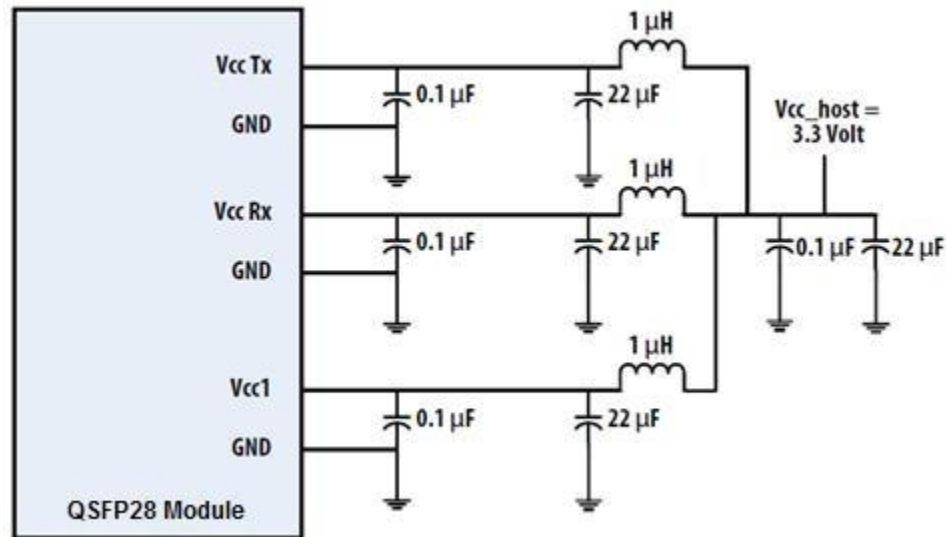 1 μH
Vcc Tx
0.1 μF
22 μF
GND
Vcc_host =
3.3 Volt
1 μH
Vcc Rx
0.1 μF
22 μF
0.1 μF
22 μF
GND
1 μH
Vcc1
0.1 μF
22 μF
GND
QSFP28 Module